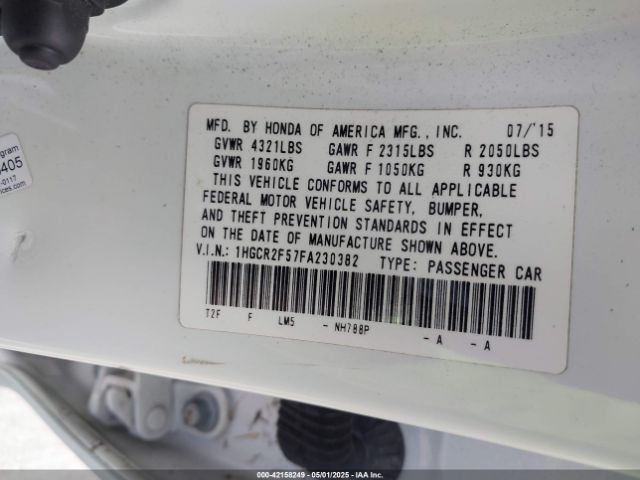 MFD. BY HONDA OF AMERICA MFG., INC. 07/'15
GVWR 4321LBS GAWR F 2315LBS R 2050LBS
GVWR 1960KG GAWR F 1050KG R 930KG
THIS VEHICLE CONFORMS TO ALL APPLICABLE
FEDERAL MOTOR VEHICLE SAFETY, BUMPER,
AND THEFT PREVENTION STANDARDS IN EFFECT
ON THE DATE OF MANUFACTURE SHOWN ABOVE.
V.I.N.: 1HGCR2F57FA230382 TYPE: PASSENGER CAR
T2F F LM5 - NH788P - A - A
gram
405
-0117
000-42158249 - 05/01/2025 - IAA Inc.